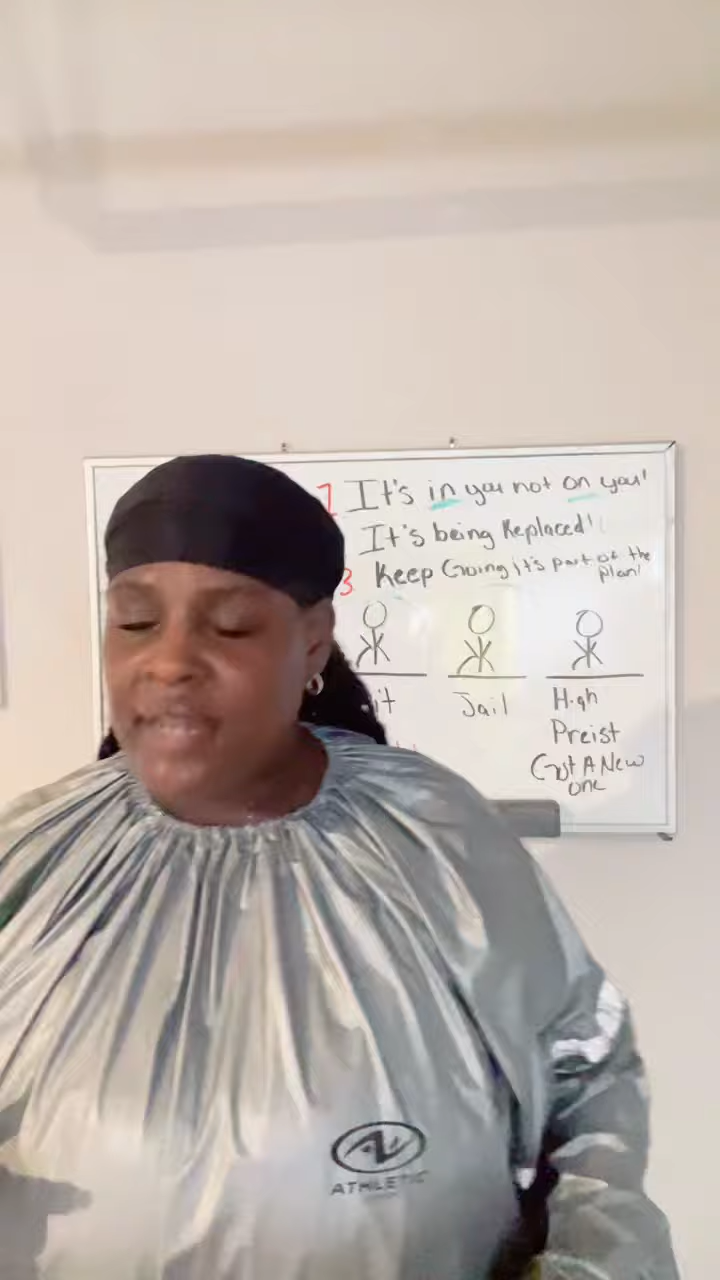 1 It's in you not on you!
It's being Replaced!
3 Keep Going it's part of the
plan!
Jail
High
Preist
Got A New
one
ATHLETIC